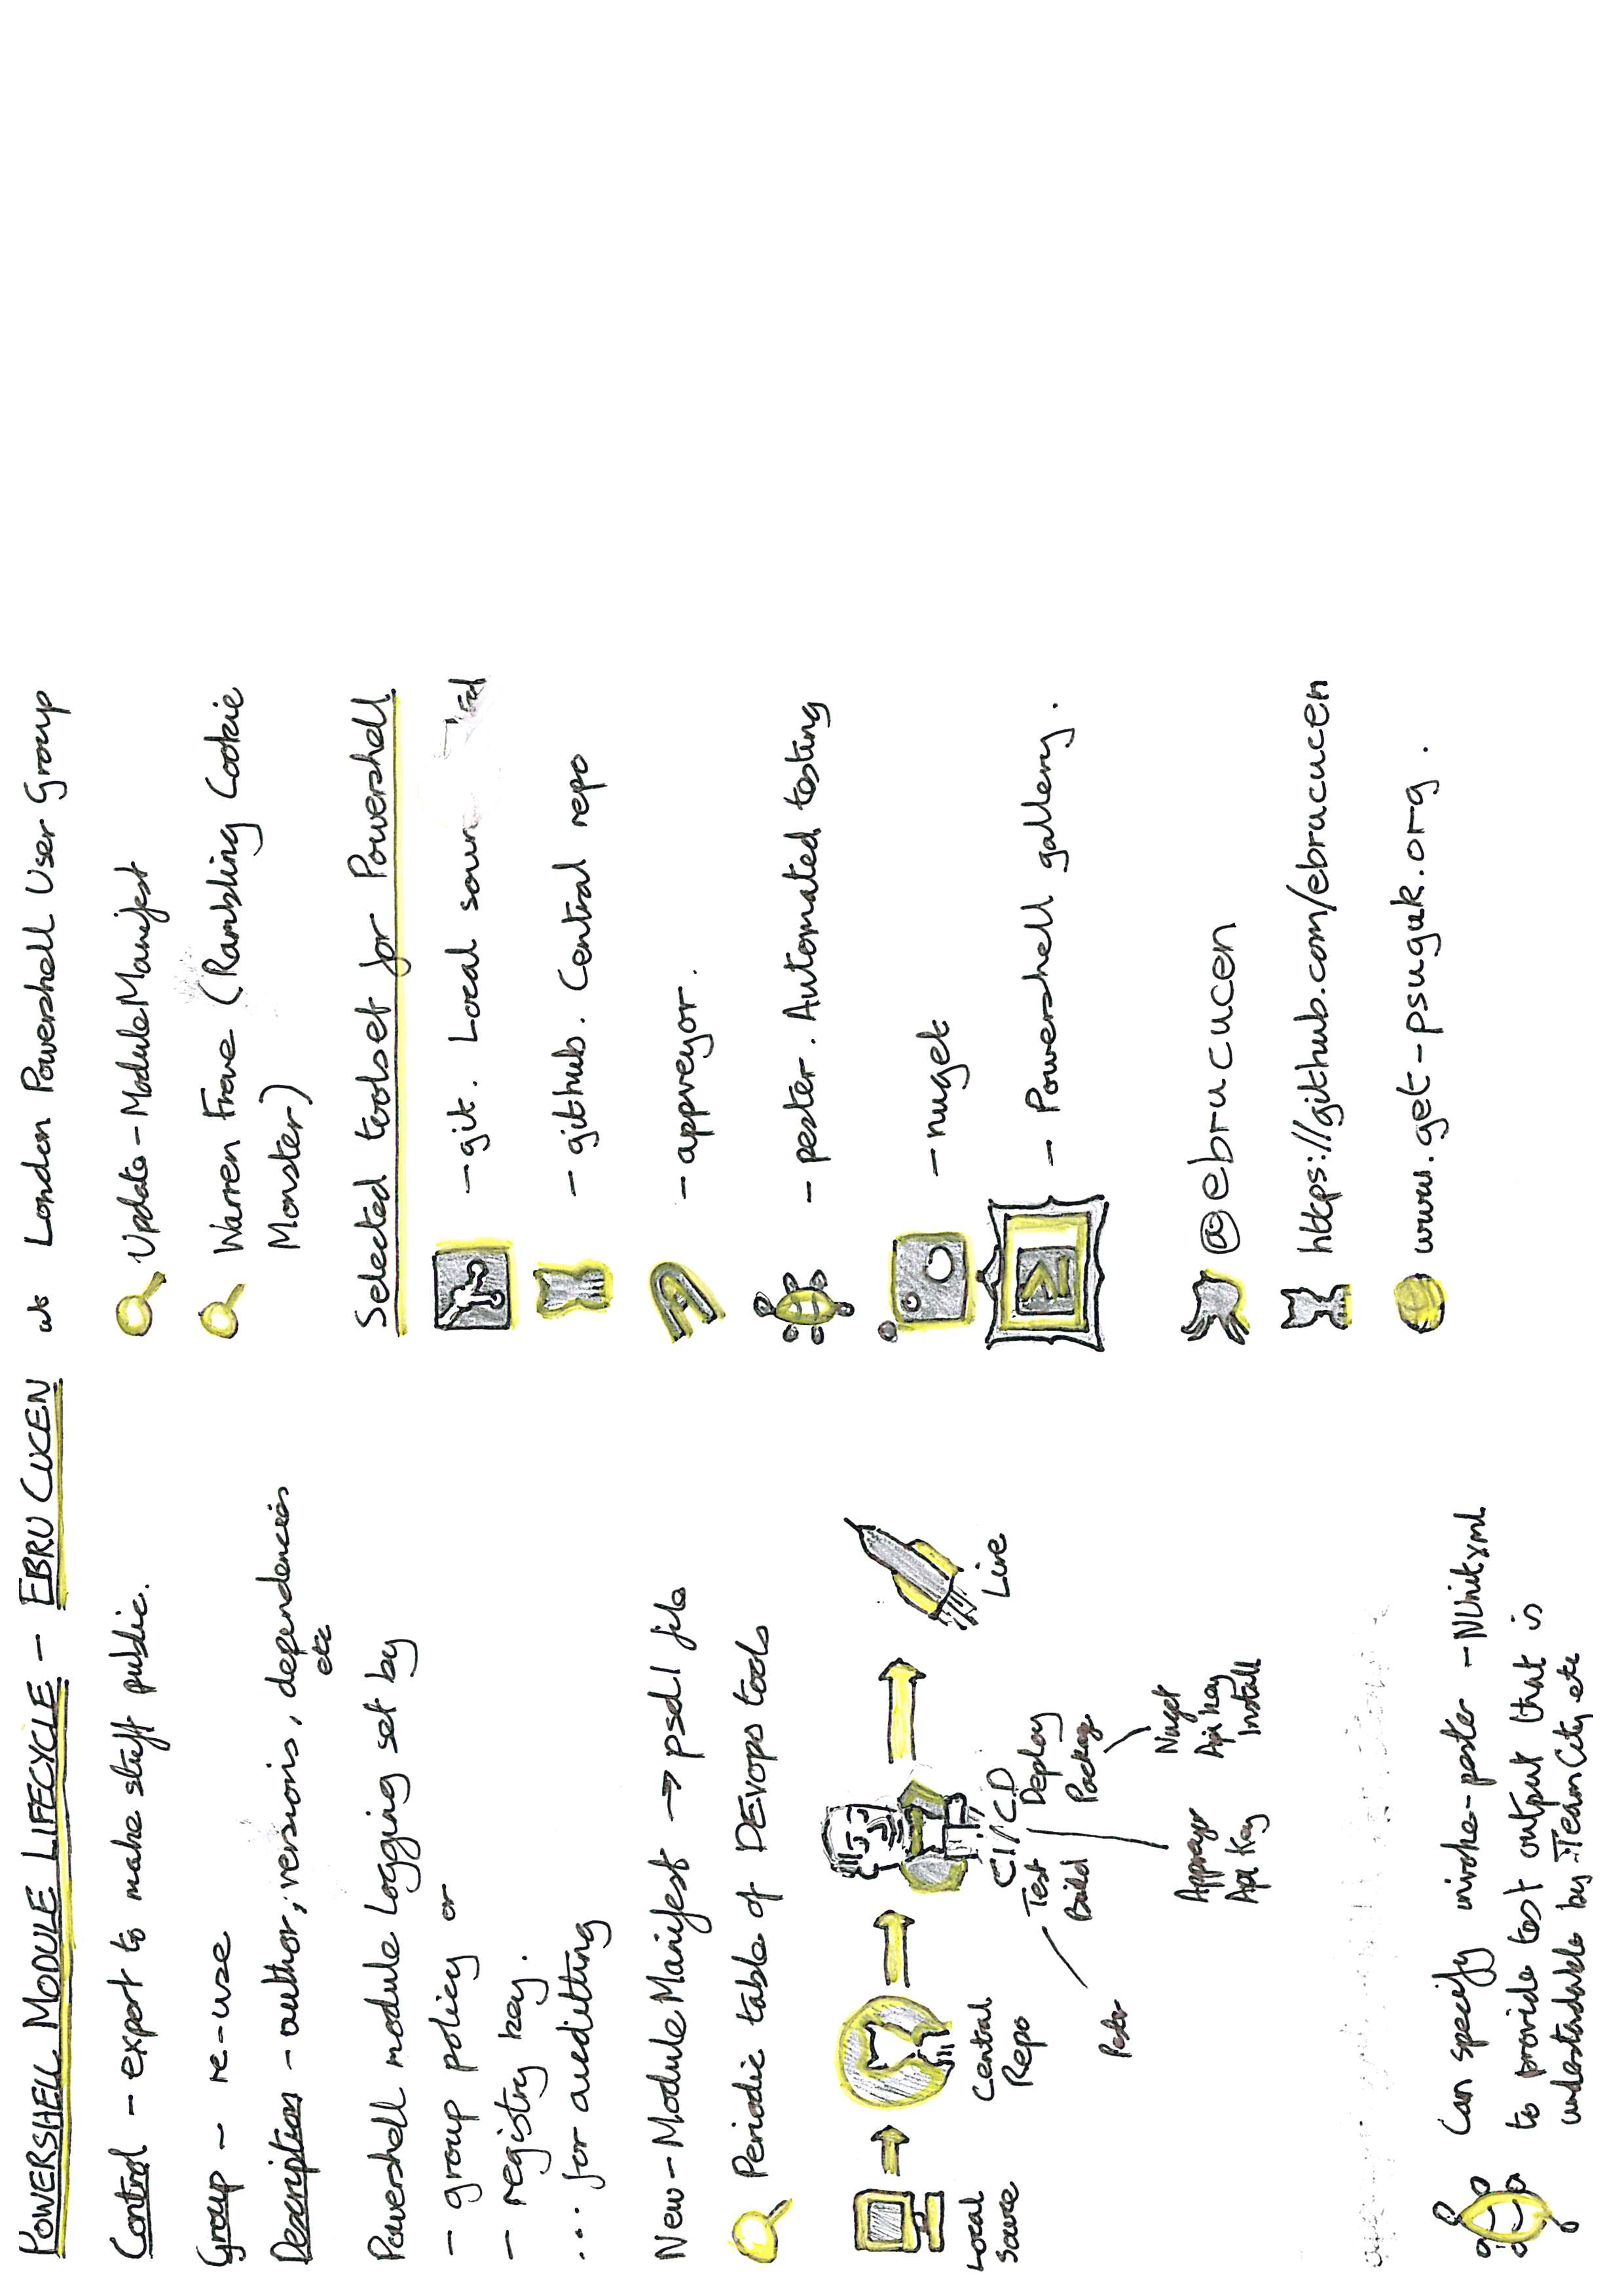 POWERSHELL MODULE LIFECYCLE – EBRU CUCEN at London Powershell User Group
Control – export to make stuff public.
Group – re-use
Description – author, versions, dependencies
etc
Powershell module logging set by
– group policy or
– registry key.
... for auditting
New-ModuleManifest → psd1 file
Periodic table of DEvops tools
Local
Source
Central
Repo
CI/CD
Test
Build
Deploy
Package
Live
Pester
Appveyor
Api Key
Nuget
Api key
Install
Can specify invoke-pester -NUnitxml
to provide test output that is
undestadable by TeamCity etc
Update-ModuleManifest
Warren Frame (Rambling Cookie
Monster)
Selected toolset for Powershell
– git. Local
– github. Central repo
– appveyor.
– pester. Automated testing
– nuget
– Powershell gallery.
@ebrucucen
https://github.com/ebrucucen
www.get-psuguk.org.